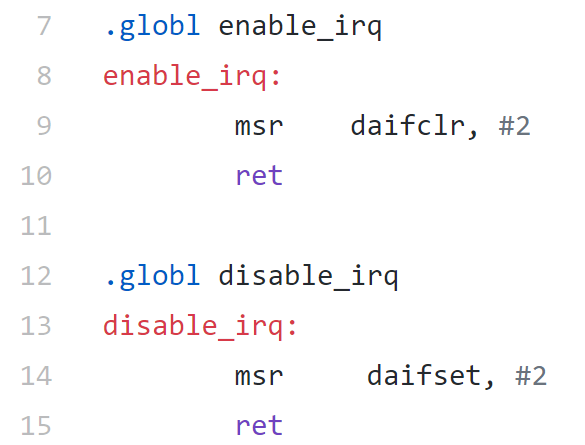 7 .globl enable_irq
8 enable_irq:
9 msr daifclr, #2
10 ret
11
12 .globl disable_irq
13 disable_irq:
14 msr daifset, #2
15 ret